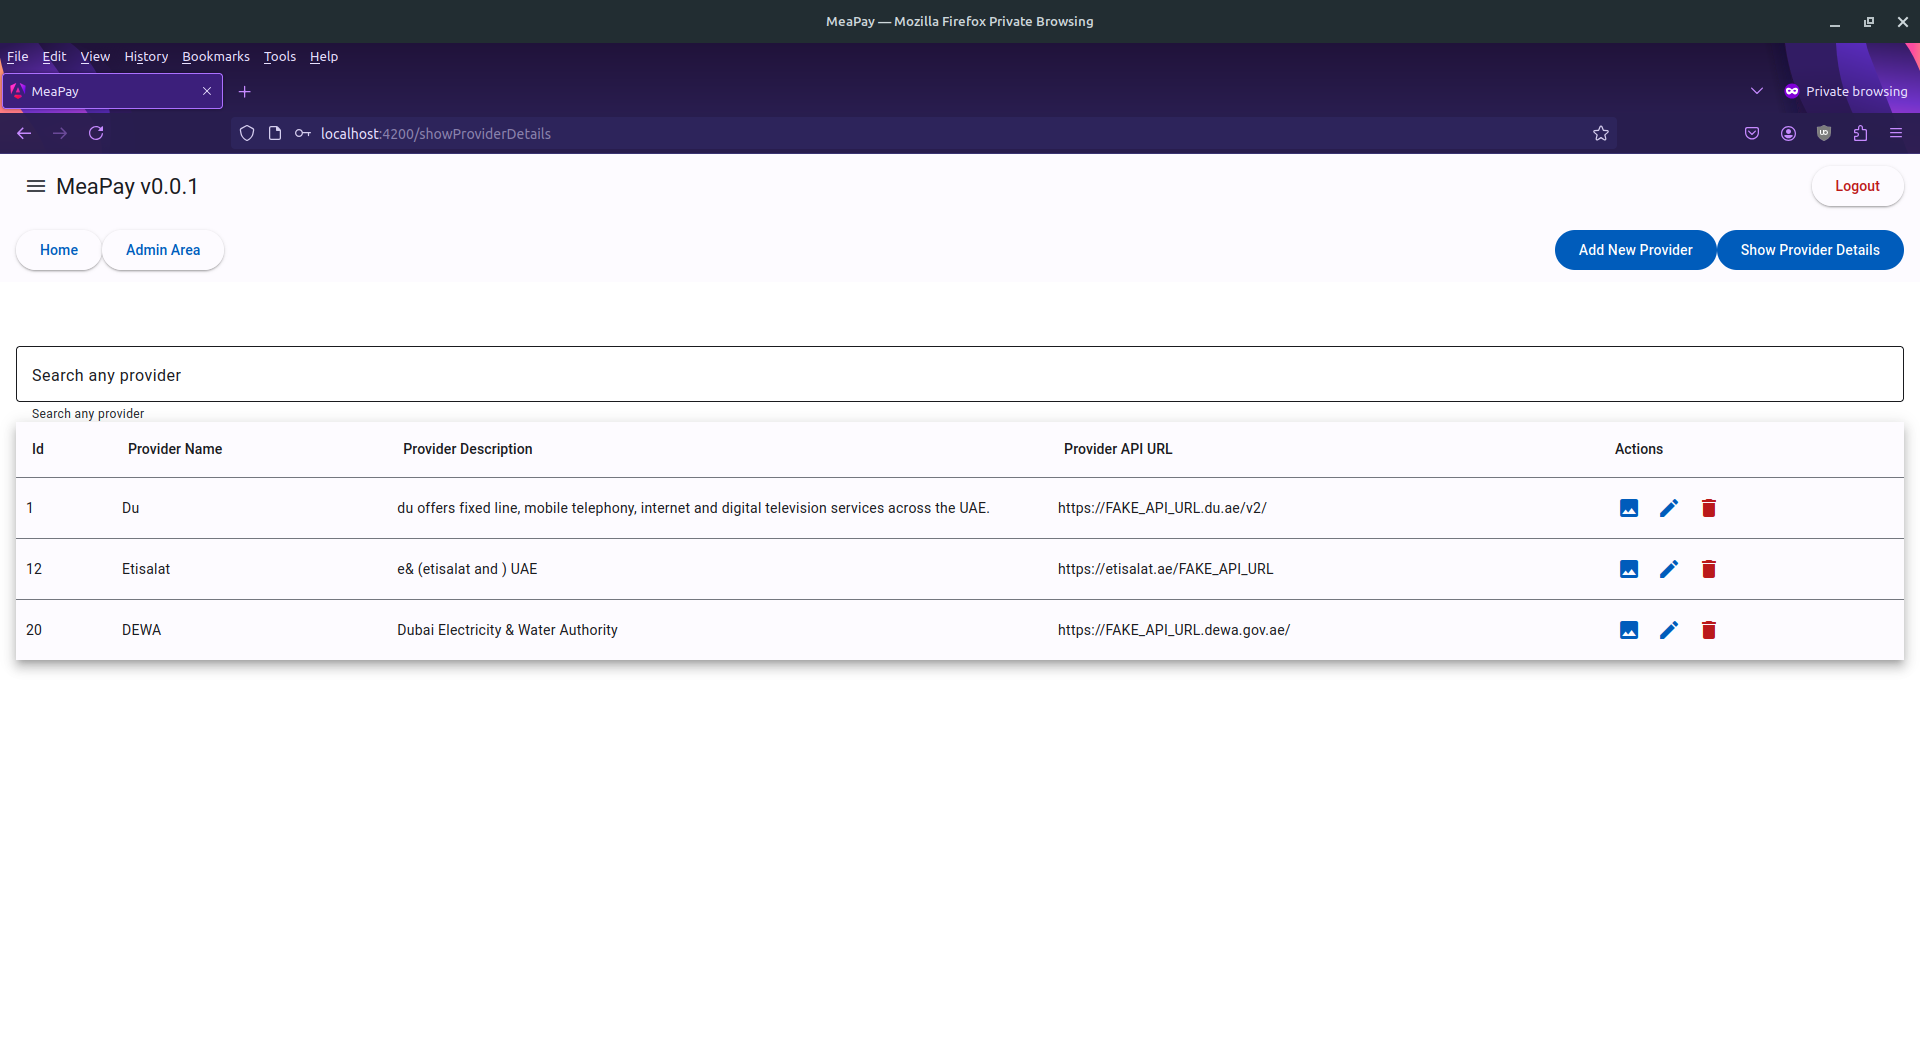 MeaPay — Mozilla Firefox Private Browsing
File Edit View History Bookmarks Tools Help
MeaPay
Private browsing
localhost:4200/showProviderDetails
MeaPay v0.0.1
Logout
Home Admin Area Add New Provider Show Provider Details
Search any provider
Search any provider
Id Provider Name Provider Description Provider API URL Actions
1 Du du offers fixed line, mobile telephony, internet and digital television services across the UAE. https://FAKE_API_URL.du.ae/v2/
12 Etisalat e& (etisalat and ) UAE https://etisalat.ae/FAKE_API_URL
20 DEWA Dubai Electricity & Water Authority https://FAKE_API_URL.dewa.gov.ae/